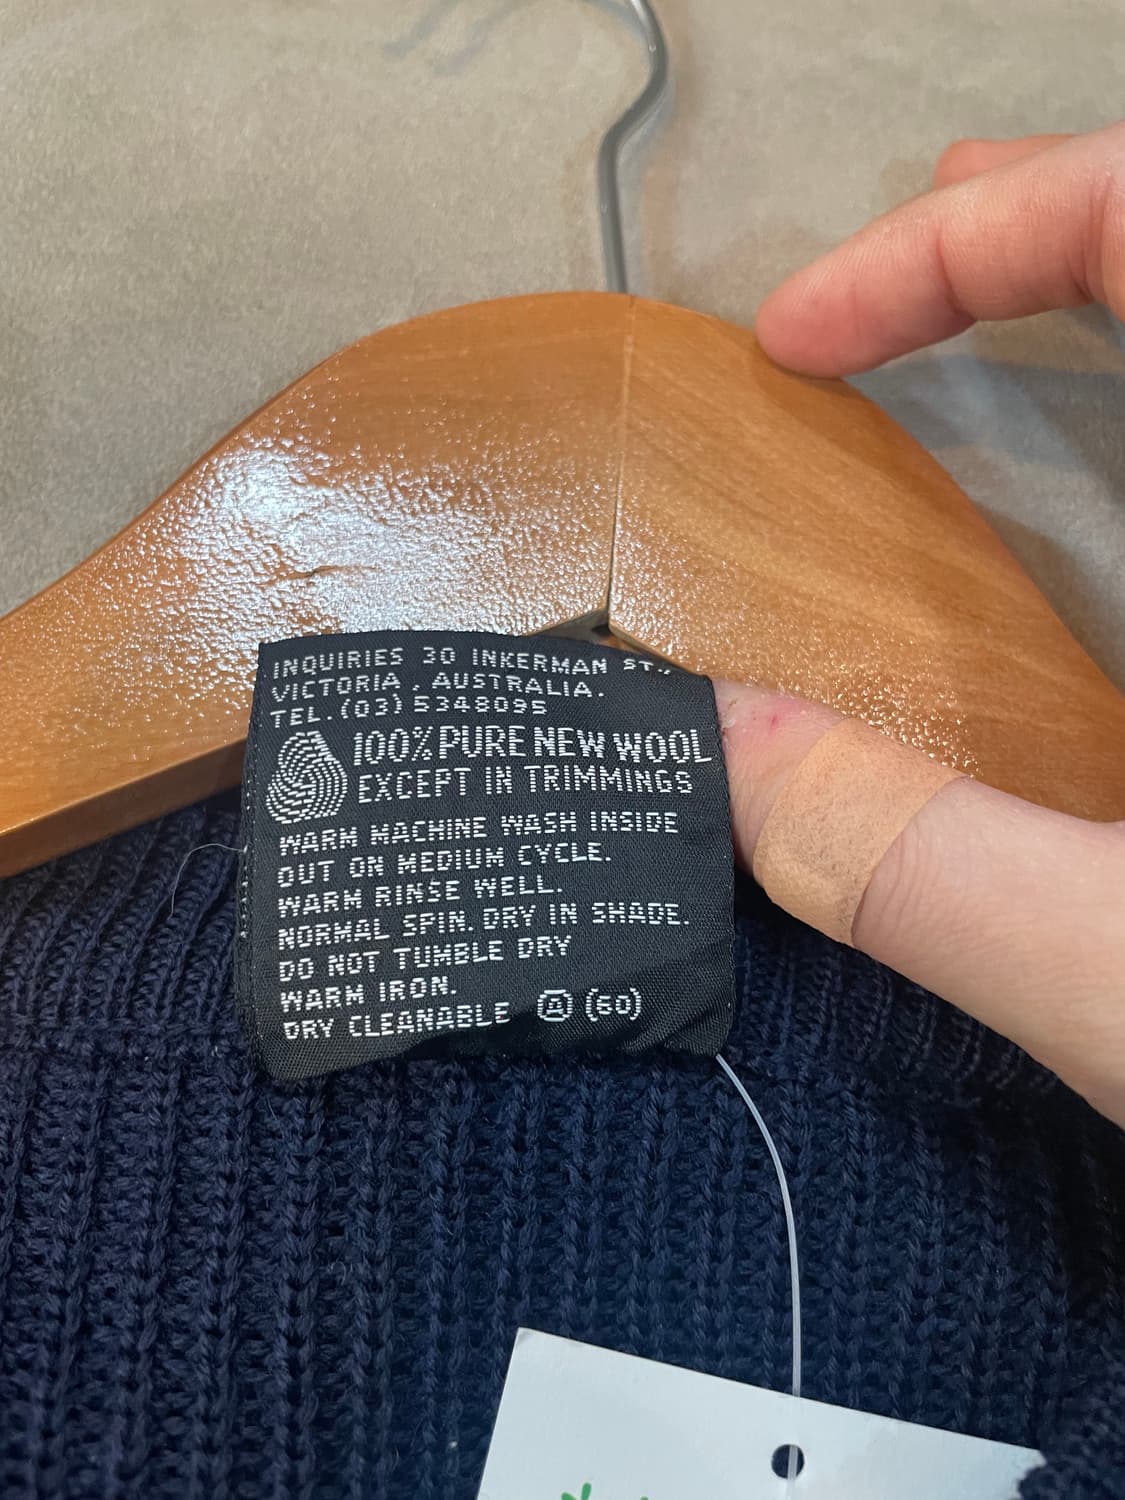 INQUIRIES 30 INKERMAN ST.,
VICTORIA , AUSTRALIA.
TEL.(03) 5348095
100% PURE NEW WOOL
EXCEPT IN TRIMMINGS
WARM MACHINE WASH INSIDE
OUT ON MEDIUM CYCLE.
WARM RINSE WELL.
NORMAL SPIN. DRY IN SHADE.
DO NOT TUMBLE DRY
WARM IRON.
DRY CLEANABLE Ⓐ (60)